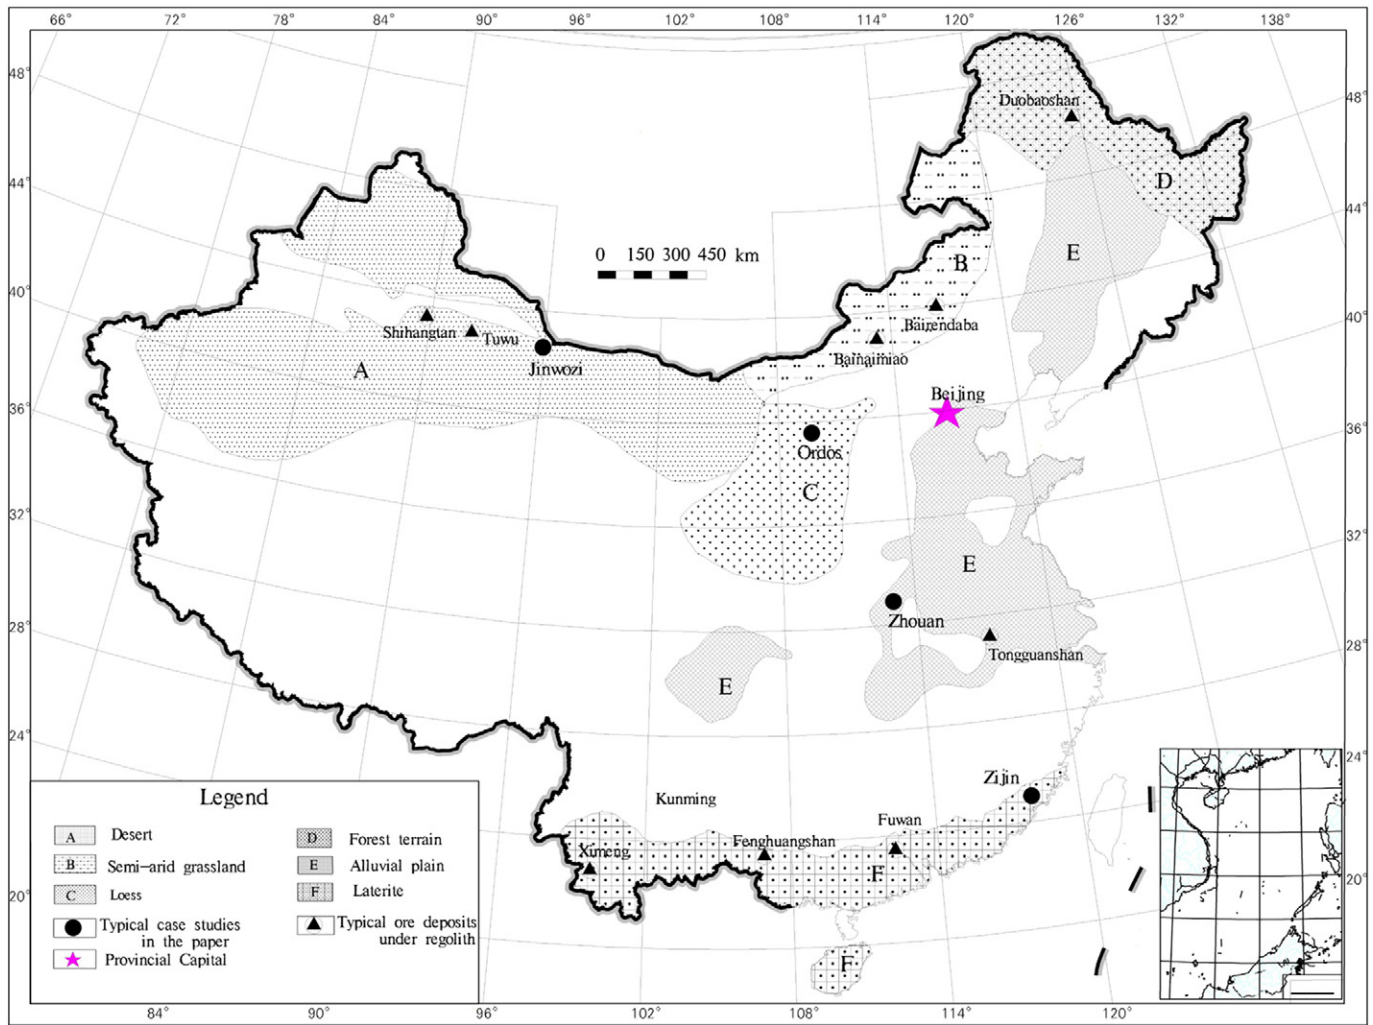 66° 72° 78° 84° 90° 96° 102° 108° 114° 120° 126° 132° 138°
48° 48°
Duobaoshan
D
44° 44°
B E
0 150 300 450 km
40° 40°
Bairendaba
Shihangtan Tuwu
Bainaimiao
A Jinwozi
Beijing
36° 36°
Ordos
C
32° 32°
E
Zhouan
28° 28°
Tongguanshan
E
24° 24°
Zijin
Kunming
Fuwan
Fenghuangshan
Ximeng
F
20° 20°
F
Legend
A Desert
B Semi-arid grassland
C Loess
Typical case studies
in the paper
Provincial Capital
D Forest terrain
E Alluvial plain
F Laterite
Typical ore deposits
under regolith
84° 90° 96° 102° 108° 114° 120°